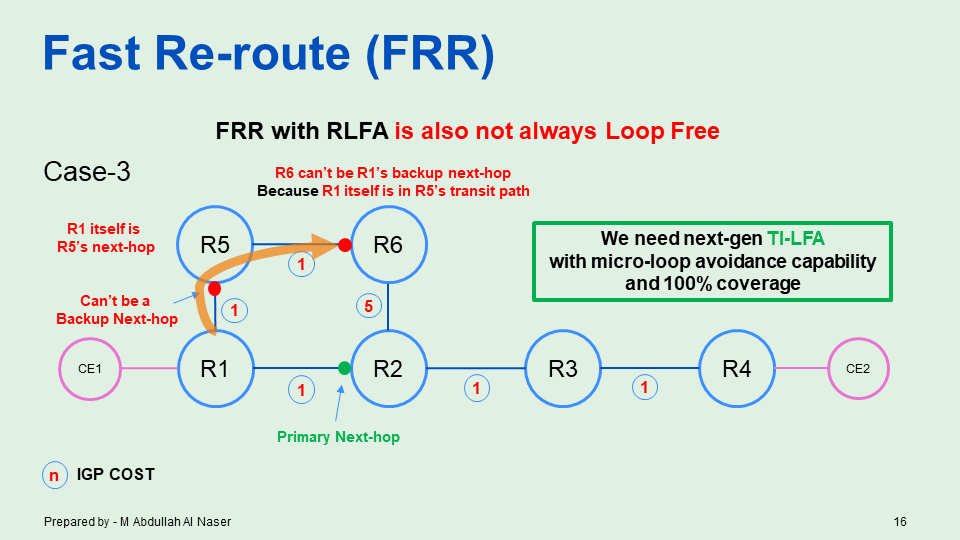 Fast Re-route (FRR)
FRR with RLFA is also not always Loop Free
Case-3
R6 can’t be R1’s backup next-hop
Because R1 itself is in R5’s transit path
R1 itself is
R5’s next-hop
R5
R6
1
We need next-gen TI-LFA
with micro-loop avoidance capability
and 100% coverage
Can’t be a
Backup Next-hop
1
5
CE1
R1
R2
R3
R4
CE2
1
1
1
Primary Next-hop
n IGP COST
Prepared by - M Abdullah Al Naser
16